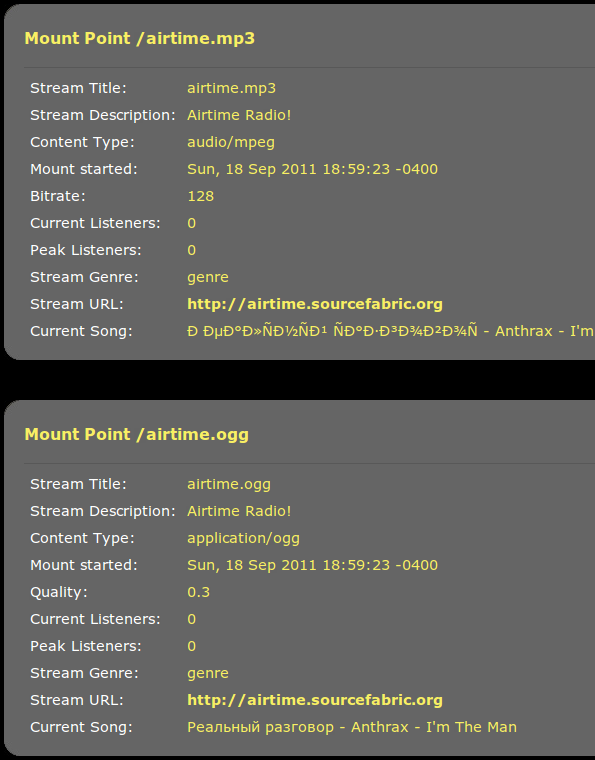 Mount Point /airtime.mp3
Stream Title: airtime.mp3
Stream Description: Airtime Radio!
Content Type: audio/mpeg
Mount started: Sun, 18 Sep 2011 18:59:23 -0400
Bitrate: 128
Current Listeners: 0
Peak Listeners: 0
Stream Genre: genre
Stream URL: http://airtime.sourcefabric.org
Current Song: Ð ÐµÐ°Ð»ÑÐ½ÑÐ¹ ÑÐ°Ð·Ð³Ð¾Ð²Ð¾Ñ - Anthrax - I'm
Mount Point /airtime.ogg
Stream Title: airtime.ogg
Stream Description: Airtime Radio!
Content Type: application/ogg
Mount started: Sun, 18 Sep 2011 18:59:23 -0400
Quality: 0.3
Current Listeners: 0
Peak Listeners: 0
Stream Genre: genre
Stream URL: http://airtime.sourcefabric.org
Current Song: Реальный разговор - Anthrax - I'm The Man